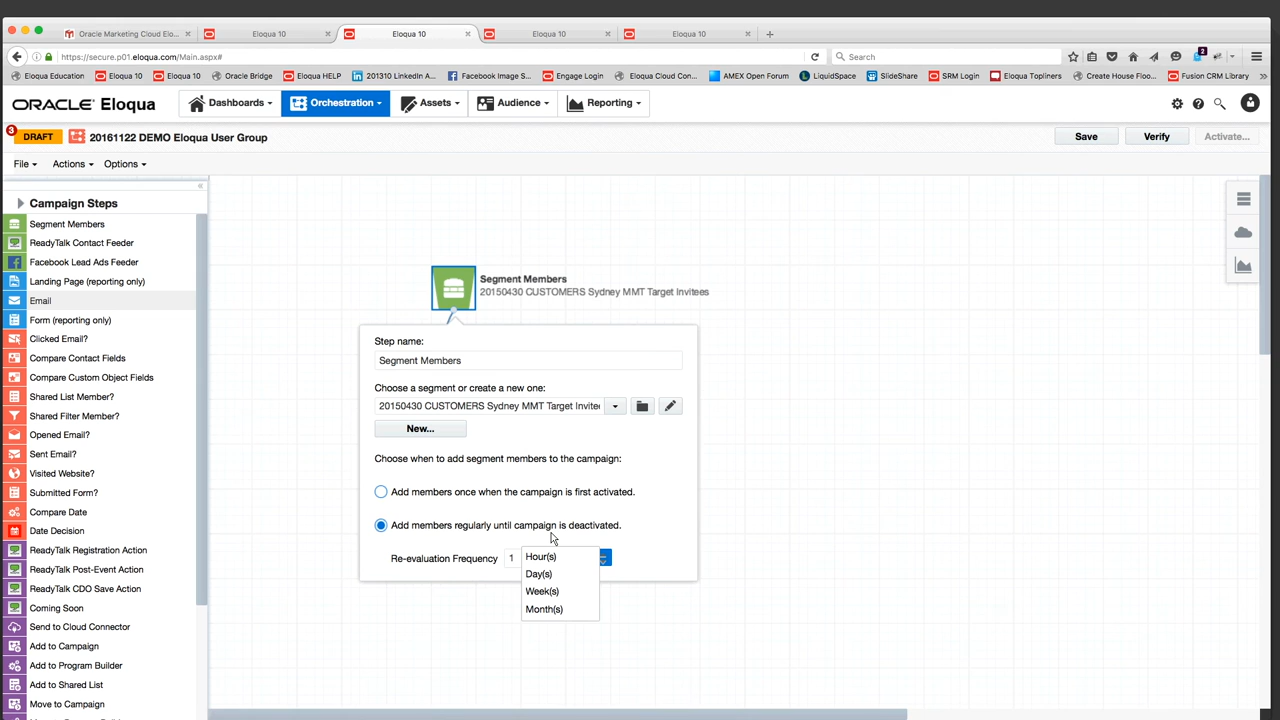 Oracle Marketing Cloud Elo...
Eloqua 10
Eloqua 10
Eloqua 10
Eloqua 10
https://secure.p01.eloqua.com/Main.aspx#
Search
2
Eloqua Education
Eloqua 10
Eloqua 10
Oracle Bridge
Eloqua HELP
201310 LinkedIn A...
Facebook Image S...
Engage Login
Eloqua Cloud Con...
AMEX Open Forum
LiquidSpace
SlideShare
SRM Login
Eloqua Topliners
Create House Floo...
Fusion CRM Library
ORACLE Eloqua
Dashboards
Orchestration
Assets
Audience
Reporting
3
DRAFT
20161122 DEMO Eloqua User Group
Save
Verify
Activate...
File
Actions
Options
Campaign Steps
Segment Members
ReadyTalk Contact Feeder
Facebook Lead Ads Feeder
Landing Page (reporting only)
Email
Form (reporting only)
Clicked Email?
Compare Contact Fields
Compare Custom Object Fields
Shared List Member?
Shared Filter Member?
Opened Email?
Sent Email?
Visited Website?
Submitted Form?
Compare Date
Date Decision
ReadyTalk Registration Action
ReadyTalk Post-Event Action
ReadyTalk CDO Save Action
Coming Soon
Send to Cloud Connector
Add to Campaign
Add to Program Builder
Add to Shared List
Move to Campaign
Segment Members
20150430 CUSTOMERS Sydney MMT Target Invitees
Step name:
Segment Members
Choose a segment or create a new one:
20150430 CUSTOMERS Sydney MMT Target Invitee
New...
Choose when to add segment members to the campaign:
Add members once when the campaign is first activated.
Add members regularly until campaign is deactivated.
Re-evaluation Frequency 1
Hour(s)
Day(s)
Week(s)
Month(s)